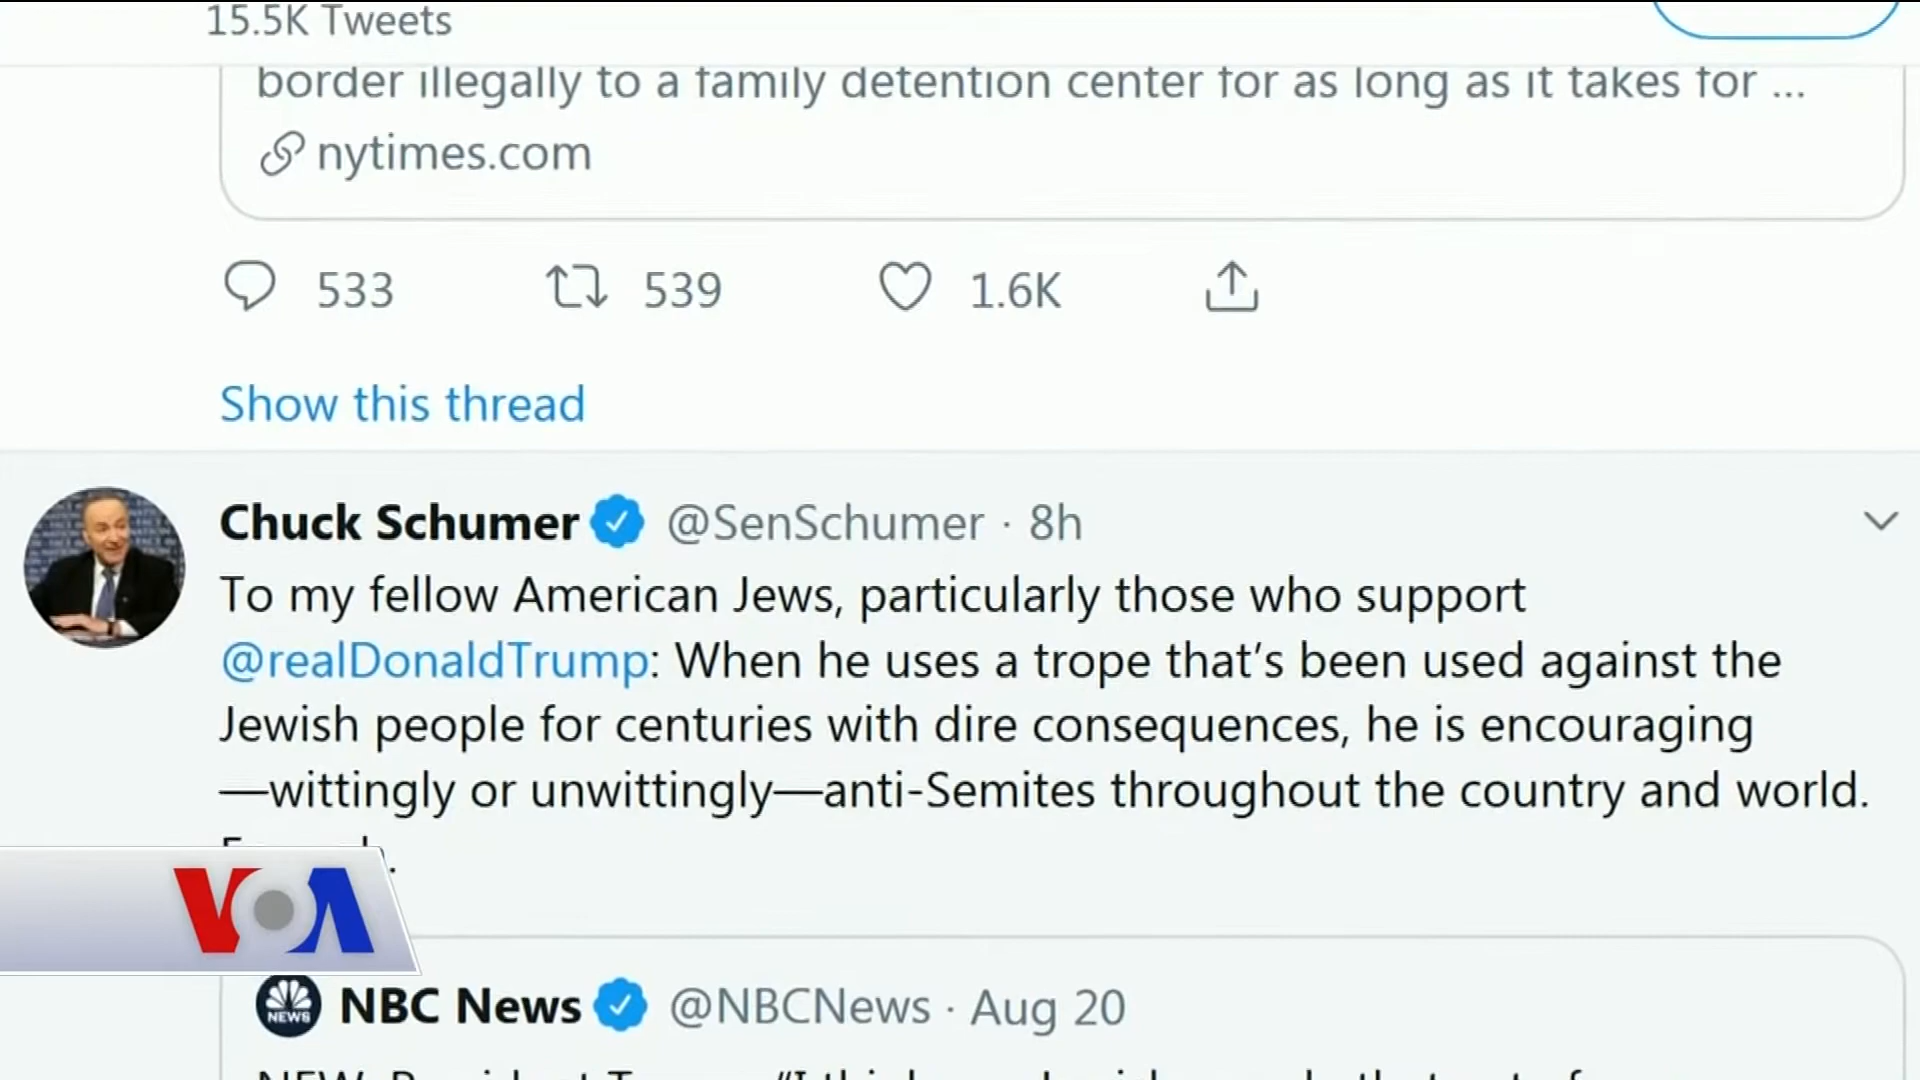 15.5K Tweets
border illegally to a family detention center for as long as it takes for ...
nytimes.com
533 539 1.6K
Show this thread
Chuck Schumer @SenSchumer · 8h
To my fellow American Jews, particularly those who support
@realDonaldTrump: When he uses a trope that’s been used against the
Jewish people for centuries with dire consequences, he is encouraging
—wittingly or unwittingly—anti-Semites throughout the country and world.
VOA
NEWS
NBC News @NBCNews · Aug 20